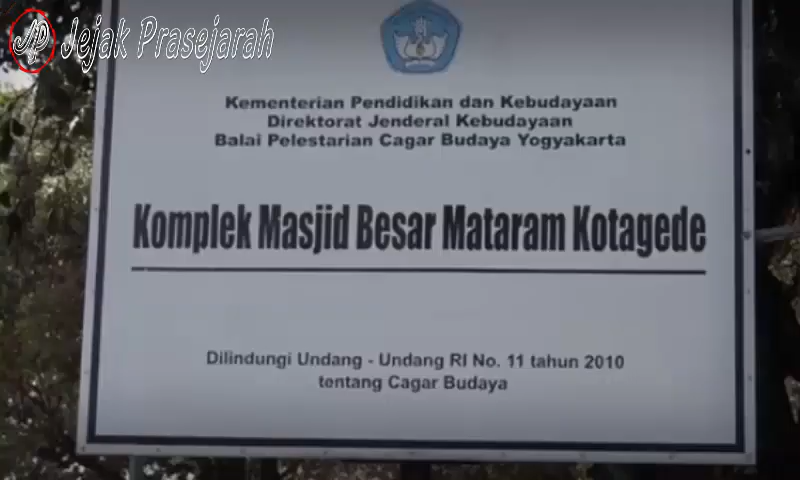 Jejak Prasejarah
Kementerian Pendidikan dan Kebudayaan
Direktorat Jenderal Kebudayaan
Balai Pelestarian Cagar Budaya Yogyakarta
Komplek Masjid Besar Mataram Kotagede
Dilindungi Undang - Undang RI No. 11 tahun 2010
tentang Cagar Budaya